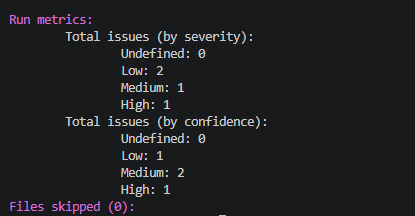 Run metrics:
Total issues (by severity):
Undefined: 0
Low: 2
Medium: 1
High: 1
Total issues (by confidence):
Undefined: 0
Low: 1
Medium: 2
High: 1
Files skipped (0):